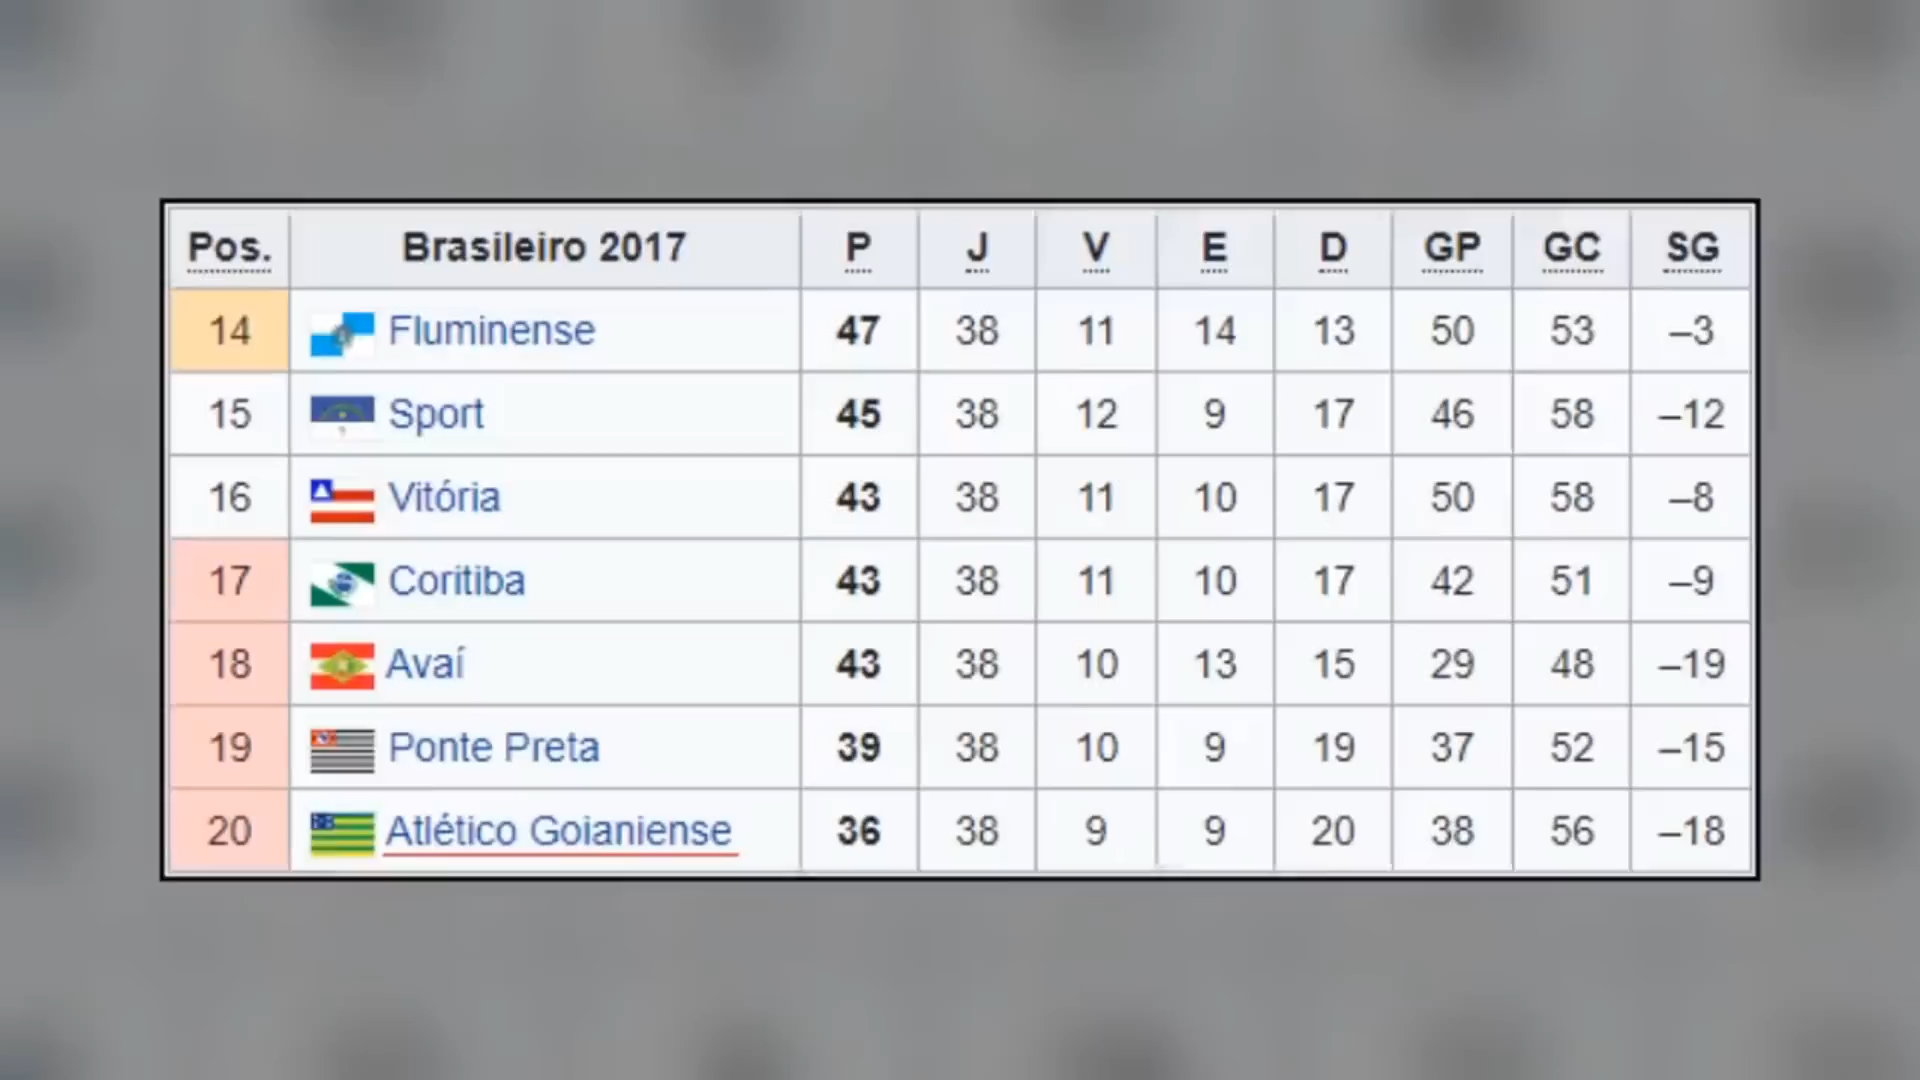 Pos. Brasileiro 2017 P J V E D GP GC SG
14 Fluminense 47 38 11 14 13 50 53 –3
15 Sport 45 38 12 9 17 46 58 –12
16 Vitória 43 38 11 10 17 50 58 –8
17 Coritiba 43 38 11 10 17 42 51 –9
18 Avaí 43 38 10 13 15 29 48 –19
19 Ponte Preta 39 38 10 9 19 37 52 –15
20 Atlético Goianiense 36 38 9 9 20 38 56 –18